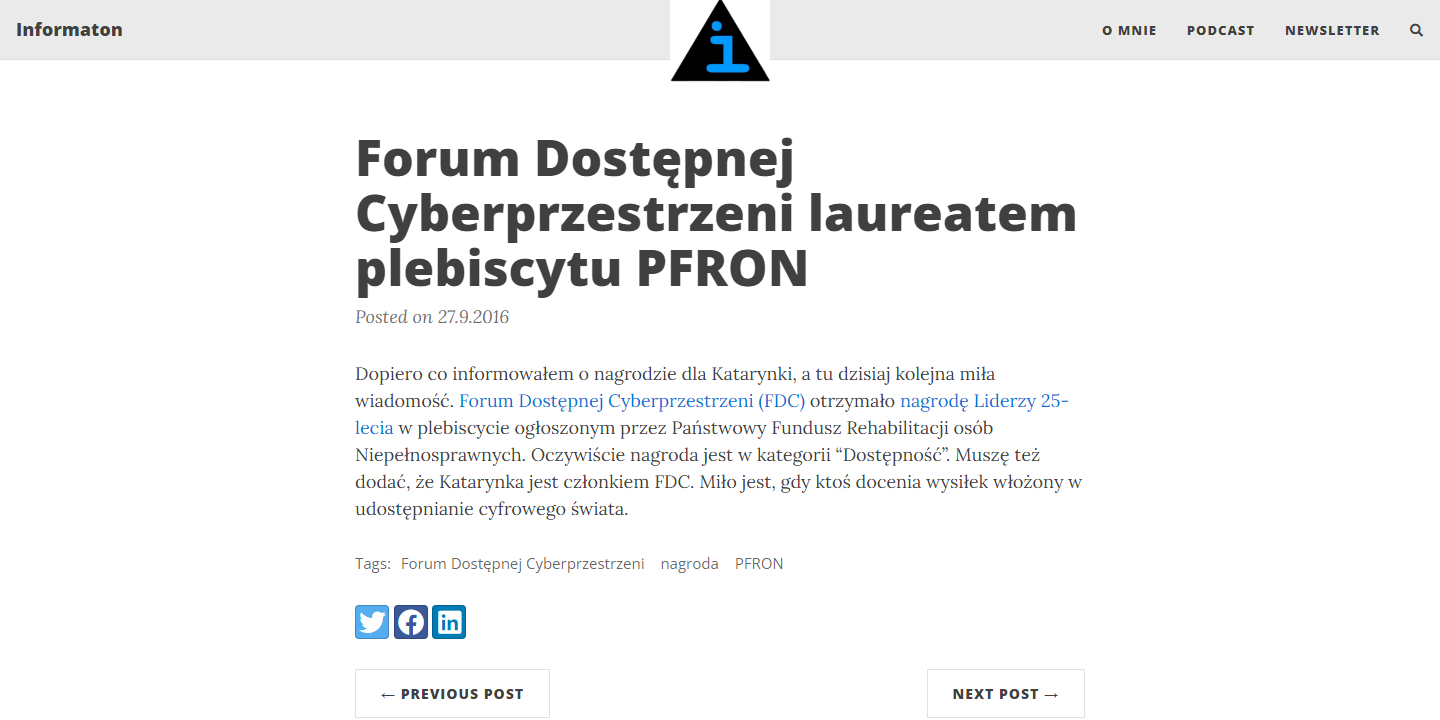 Informaton
i
O MNIE
PODCAST
NEWSLETTER
Forum Dostępnej
Cyberprzestrzeni laureatem
plebiscytu PFRON
Posted on 27.9.2016
Dopiero co informowałem o nagrodzie dla Katarynki, a tu dzisiaj kolejna miła
wiadomość. Forum Dostępnej Cyberprzestrzeni (FDC) otrzymało nagrodę Liderzy 25-
lecia w plebiscycie ogłoszonym przez Państwowy Fundusz Rehabilitacji osób
Niepełnosprawnych. Oczywiście nagroda jest w kategorii “Dostępność”. Muszę też
dodać, że Katarynka jest członkiem FDC. Miło jest, gdy ktoś docenia wysiłek włożony w
udostępnianie cyfrowego świata.
Tags: Forum Dostępnej Cyberprzestrzeni nagroda PFRON
← PREVIOUS POST
NEXT POST →